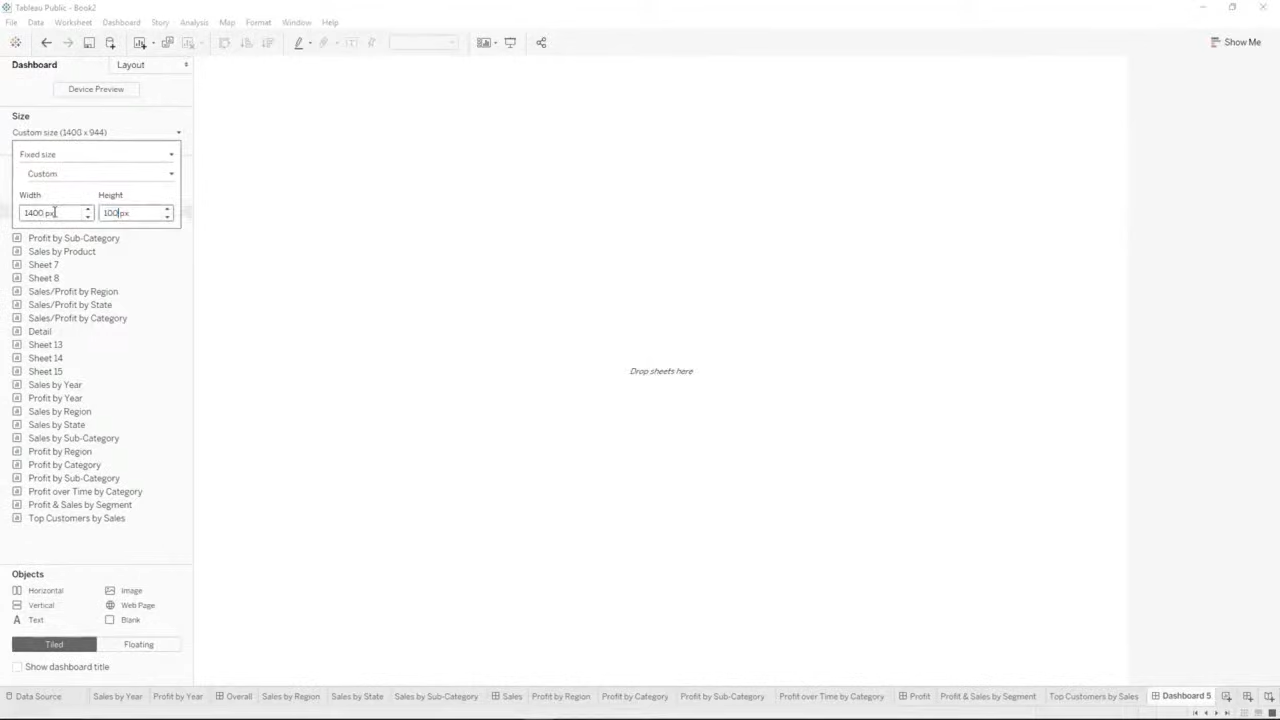 Tableau Public - Book2
File Data Worksheet Dashboard Story Analysis Map Format Window Help
Show Me
Dashboard Layout
Device Preview
Size
Custom size (1400 x 944)
Fixed size
Custom
Width Height
1400 px 100px
Profit by Sub-Category
Sales by Product
Sheet 7
Sheet 8
Sales/Profit by Region
Sales/Profit by State
Sales/Profit by Category
Detail
Sheet 13
Sheet 14
Sheet 15
Sales by Year
Profit by Year
Sales by Region
Sales by State
Sales by Sub-Category
Profit by Region
Profit by Category
Profit by Sub-Category
Profit over Time by Category
Profit & Sales by Segment
Top Customers by Sales
Drop sheets here
Objects
Horizontal Image
Vertical Web Page
A Text Blank
Tiled Floating
Show dashboard title
Data Source Sales by Year Profit by Year Overall Sales by Region Sales by State Sales by Sub-Category Sales Profit by Region Profit by Category Profit by Sub-Category Profit over Time by Category Profit Profit & Sales by Segment Top Customers by Sales Dashboard 5